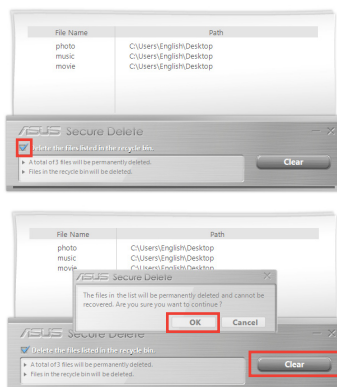 File Name Path
photo C:\Users\English\Desktop
music C:\Users\English\Desktop
movie C:\Users\English\Desktop
ASUS Secure Delete
Delete the files listed in the recycle bin.
A total of 3 files will be permanently deleted.
Files in the recycle bin will be deleted.
Clear
File Name Path
photo C:\Users\English\Desktop
music C:\Users\English\Desktop
movie C:\Users\English\Desktop
ASUS Secure Delete
The files in the list will be permanently deleted and cannot be
recovered. Are you sure you want to continue ?
OK Cancel
ASUS Secure Delete
Delete the files listed in the recycle bin.
A total of 3 files will be permanently deleted.
Files in the recycle bin will be deleted.
Clear